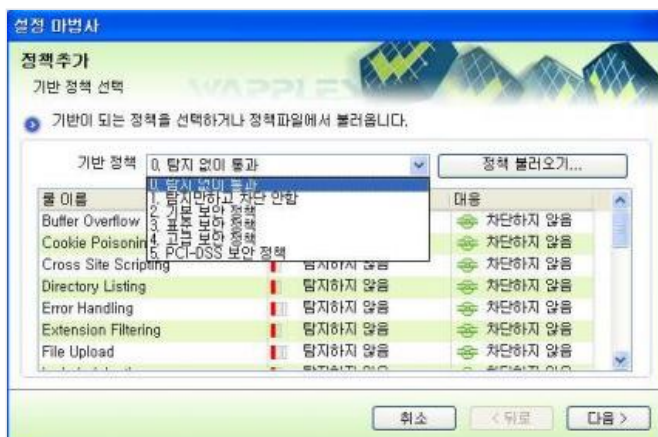 설정 마법사
정책추가
기반 정책 선택
WAPPLES
기반이 되는 정책을 선택하거나 정책파일에서 불러옵니다.
기반 정책 0. 탐지 없이 통과 정책 불러오기...
0. 탐지 없이 통과
1. 탐지만하고 차단 안함
2. 기본 보안 정책
3. 표준 보안 정책
4. 고급 보안 정책
5. PCI-DSS 보안 정책
룰 이름 대응
Buffer Overflow 차단하지 않음
Cookie Poisonin 차단하지 않음
Cross Site Scripting 탐지하지 않음 차단하지 않음
Directory Listing 탐지하지 않음 차단하지 않음
Error Handling 탐지하지 않음 차단하지 않음
Extension Filtering 탐지하지 않음 차단하지 않음
File Upload 탐지하지 않음 차단하지 않음
취소 < 뒤로 다음 >